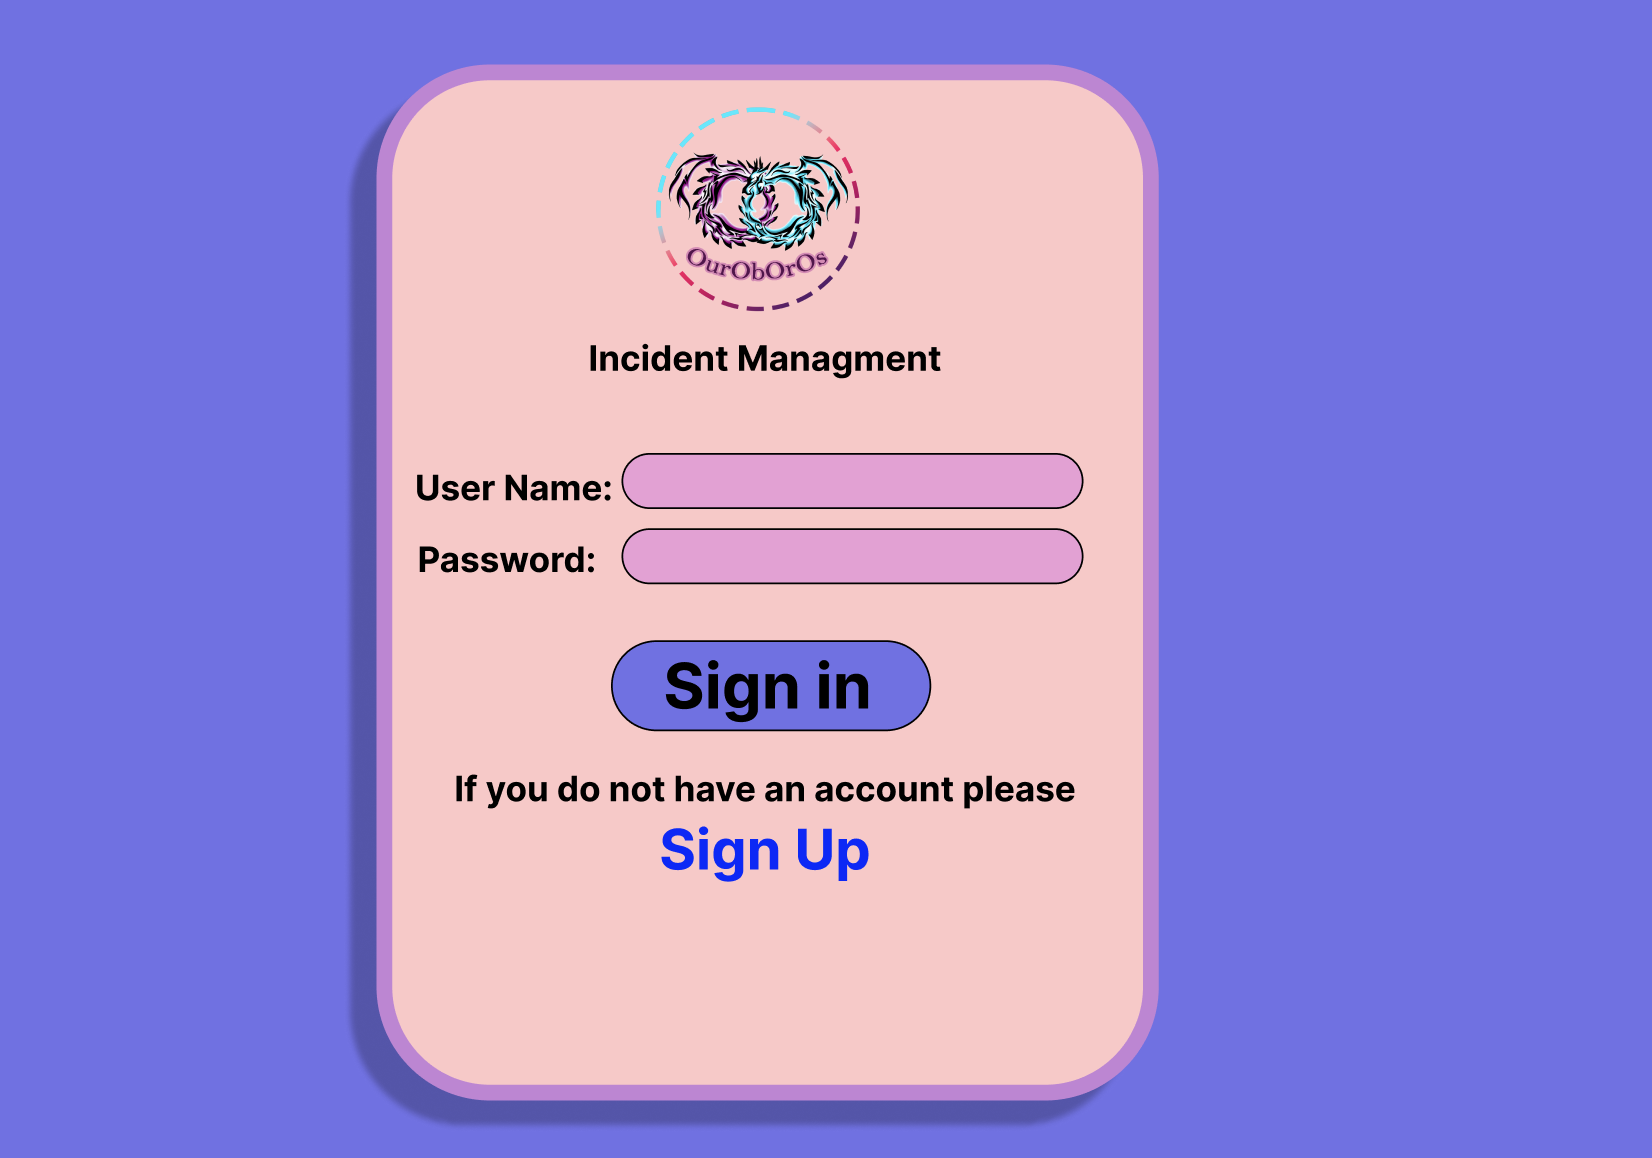 OurObOrOs
Incident Managment
User Name:
Password:
Sign in
If you do not have an account please
Sign Up